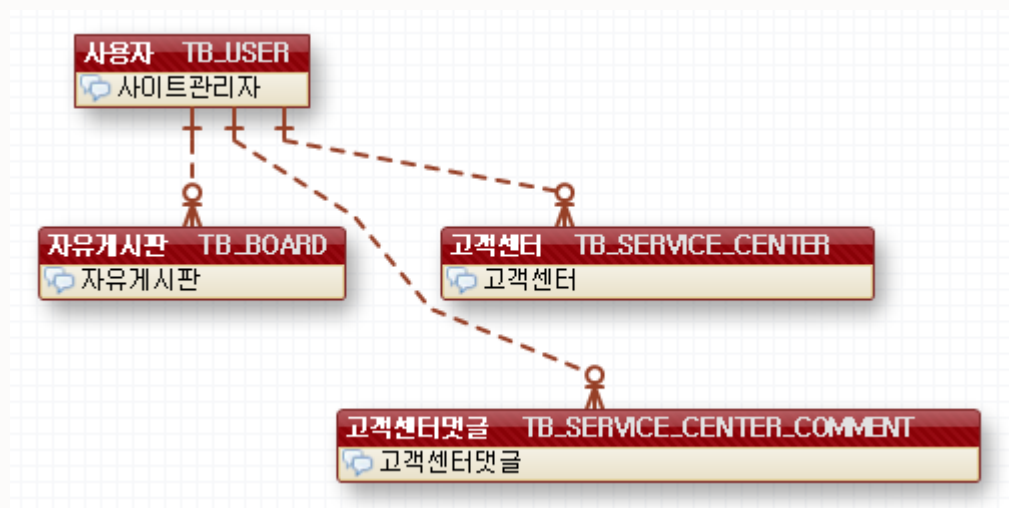 사용자 TB_USER
사이트관리자
자유게시판 TB_BOARD
자유게시판
고객센터 TB_SERVICE_CENTER
고객센터
고객센터댓글 TB_SERVICE_CENTER_COMMENT
고객센터댓글